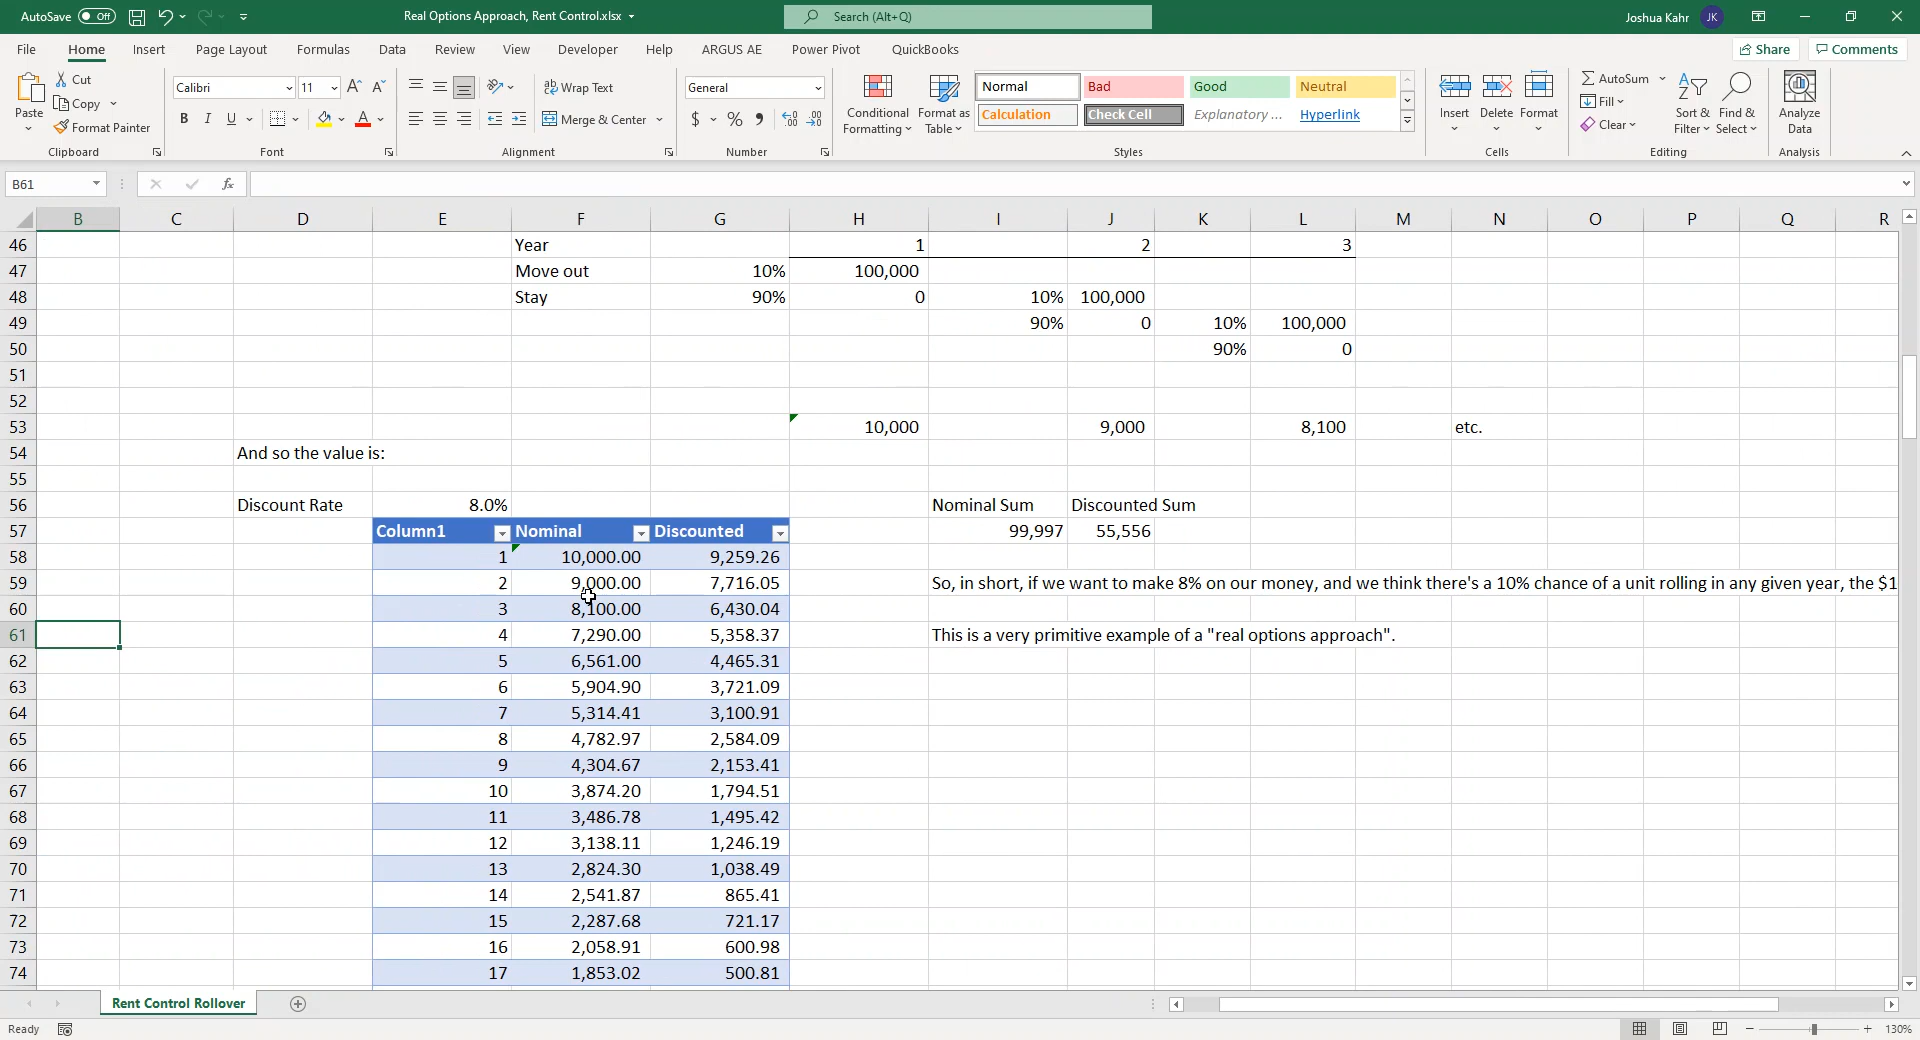 AutoSave Off Real Options Approach, Rent Control.xlsx Search (Alt+Q) Joshua Kahr JK
File Home Insert Page Layout Formulas Data Review View Developer Help ARGUS AE Power Pivot QuickBooks Share Comments
Paste Cut Copy Format Painter
Clipboard
Calibri 11 A A
B I U A
Font
ab Wrap Text
Merge & Center
Alignment
General
$ % 9
Number
Conditional Formatting Format as Table
Normal Bad Good Neutral
Calculation Check Cell Explanatory ... Hyperlink
Styles
Insert Delete Format
Cells
AutoSum Fill Clear Sort & Filter Find & Select
Editing
Analyze Data
Analysis
B61 fx
B C D E F G H I J K L M N O P Q R
46 Year 1 2 3
47 Move out 10% 100,000
48 Stay 90% 0 10% 100,000
49 90% 0 10% 100,000
50 90% 0
51
52
53 10,000 9,000 8,100 etc.
54 And so the value is:
55
56 Discount Rate 8.0% Nominal Sum Discounted Sum
57 Column1 Nominal Discounted 99,997 55,556
58 1 10,000.00 9,259.26
59 2 9,000.00 7,716.05 So, in short, if we want to make 8% on our money, and we think there's a 10% chance of a unit rolling in any given year, the $1
60 3 8,100.00 6,430.04
61 4 7,290.00 5,358.37 This is a very primitive example of a "real options approach".
62 5 6,561.00 4,465.31
63 6 5,904.90 3,721.09
64 7 5,314.41 3,100.91
65 8 4,782.97 2,584.09
66 9 4,304.67 2,153.41
67 10 3,874.20 1,794.51
68 11 3,486.78 1,495.42
69 12 3,138.11 1,246.19
70 13 2,824.30 1,038.49
71 14 2,541.87 865.41
72 15 2,287.68 721.17
73 16 2,058.91 600.98
74 17 1,853.02 500.81
Rent Control Rollover
Ready 130%